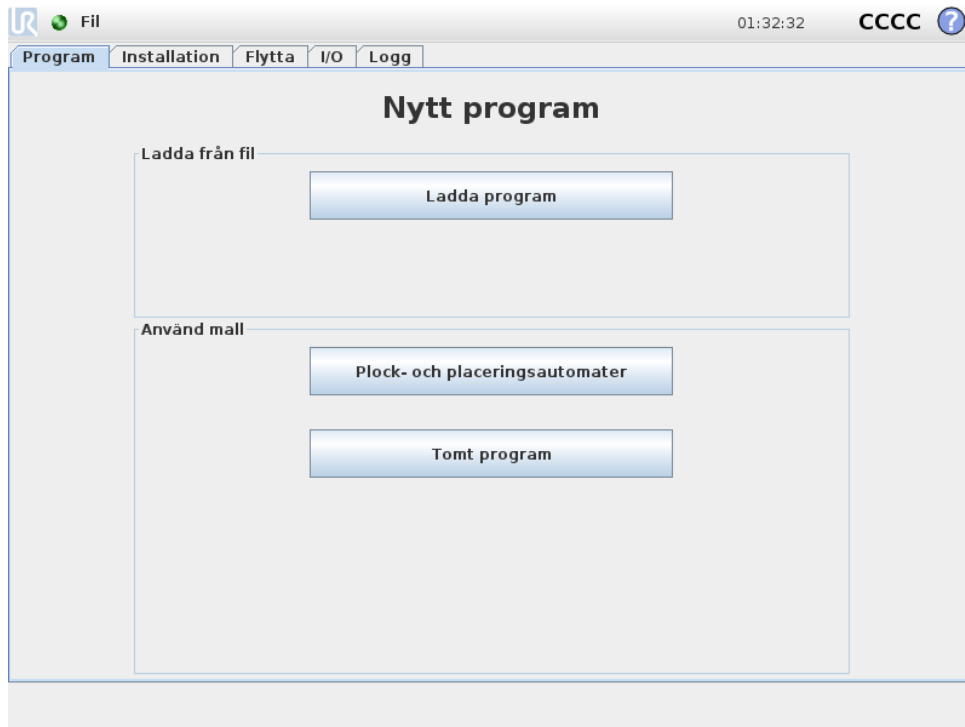 UR Fil 01:32:32 CCCC ?
Program Installation Flytta I/O Logg
Nytt program
Ladda från fil
Ladda program
Använd mall
Plock- och placeringsautomater
Tomt program